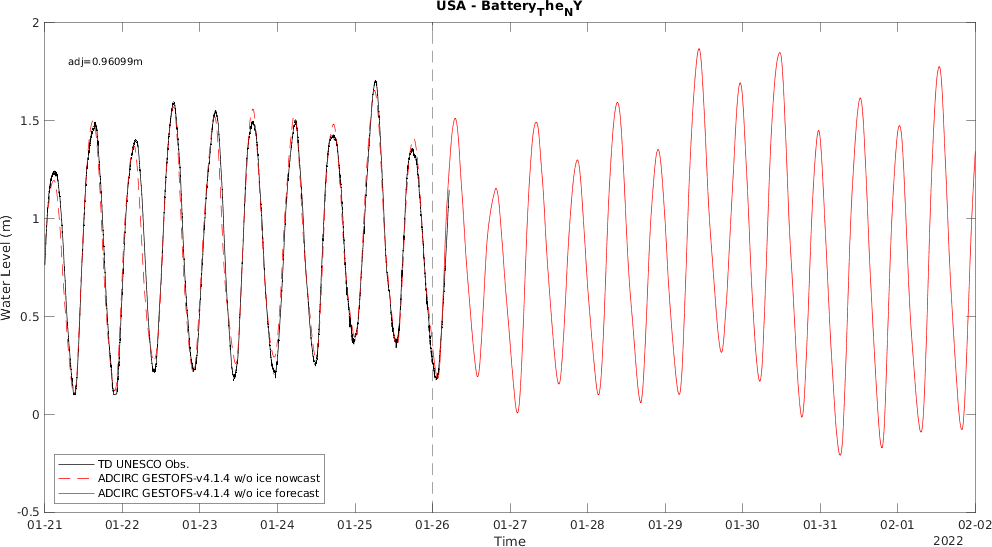 USA - Battery_The_NY
2
adj=0.96099m
1.5
1
0.5
0
-0.5
Water Level (m)
TD UNESCO Obs.
ADCIRC GESTOFS-v4.1.4 w/o ice nowcast
ADCIRC GESTOFS-v4.1.4 w/o ice forecast
01-21 01-22 01-23 01-24 01-25 01-26 01-27 01-28 01-29 01-30 01-31 02-01 02-02
Time
2022